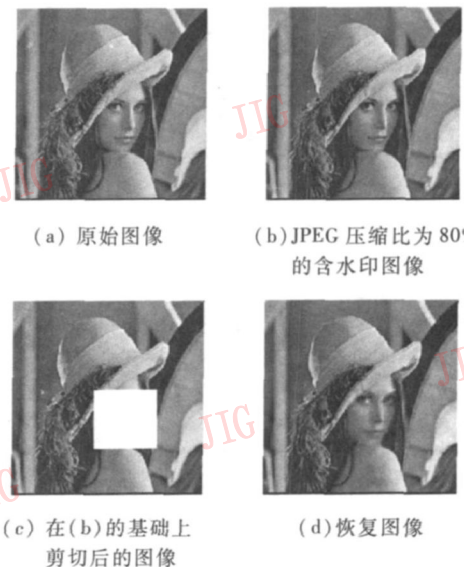 JIG
JIG
(a) 原始图像
(b)JPEG 压缩比为 80%
的含水印图像
JIG
JIG
(c) 在(b)的基础上
剪切后的图像
(d)恢复图像